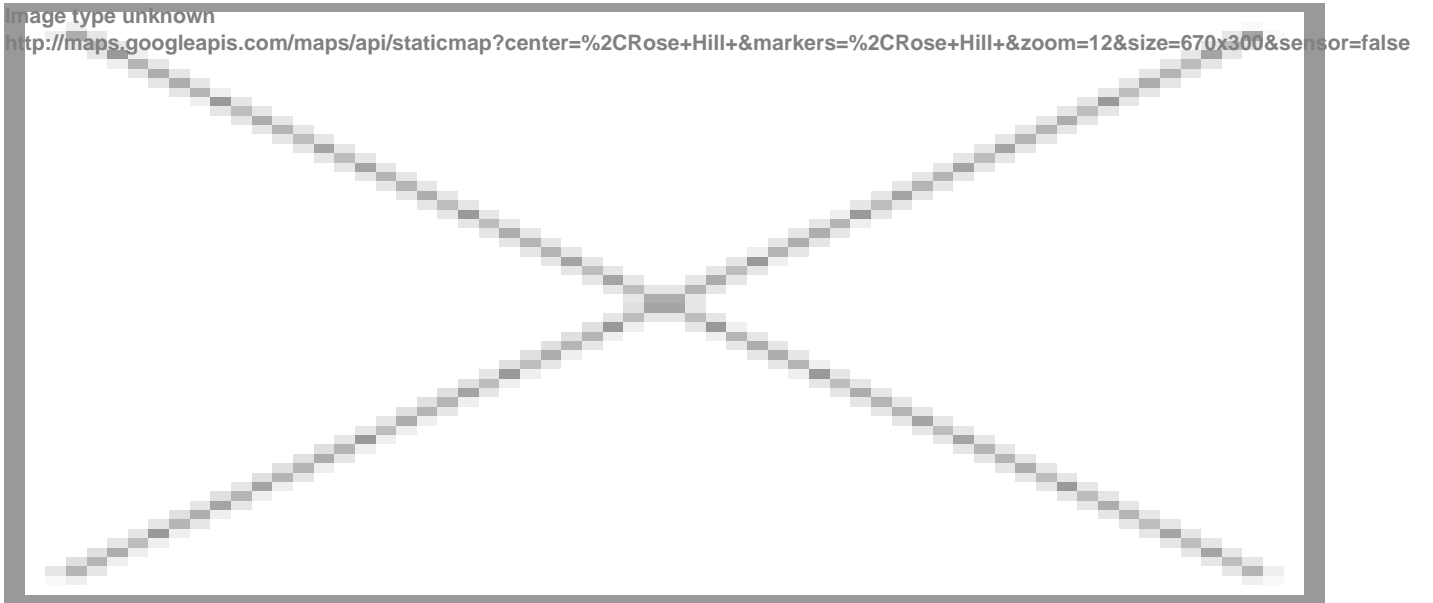 Image type unknown
http://maps.googleapis.com/maps/api/staticmap?center=%2CRose+Hill+&markers=%2CRose+Hill+&zoom=12&size=670x300&sensor=false